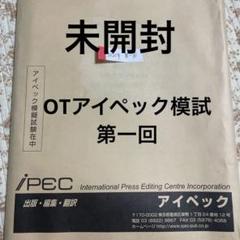 未開封
アイペック模擬試験在中
OTアイペック模試
第一回
iPEC
International Press Editing Centre Incorporation
出版・編集・翻訳
アイペック